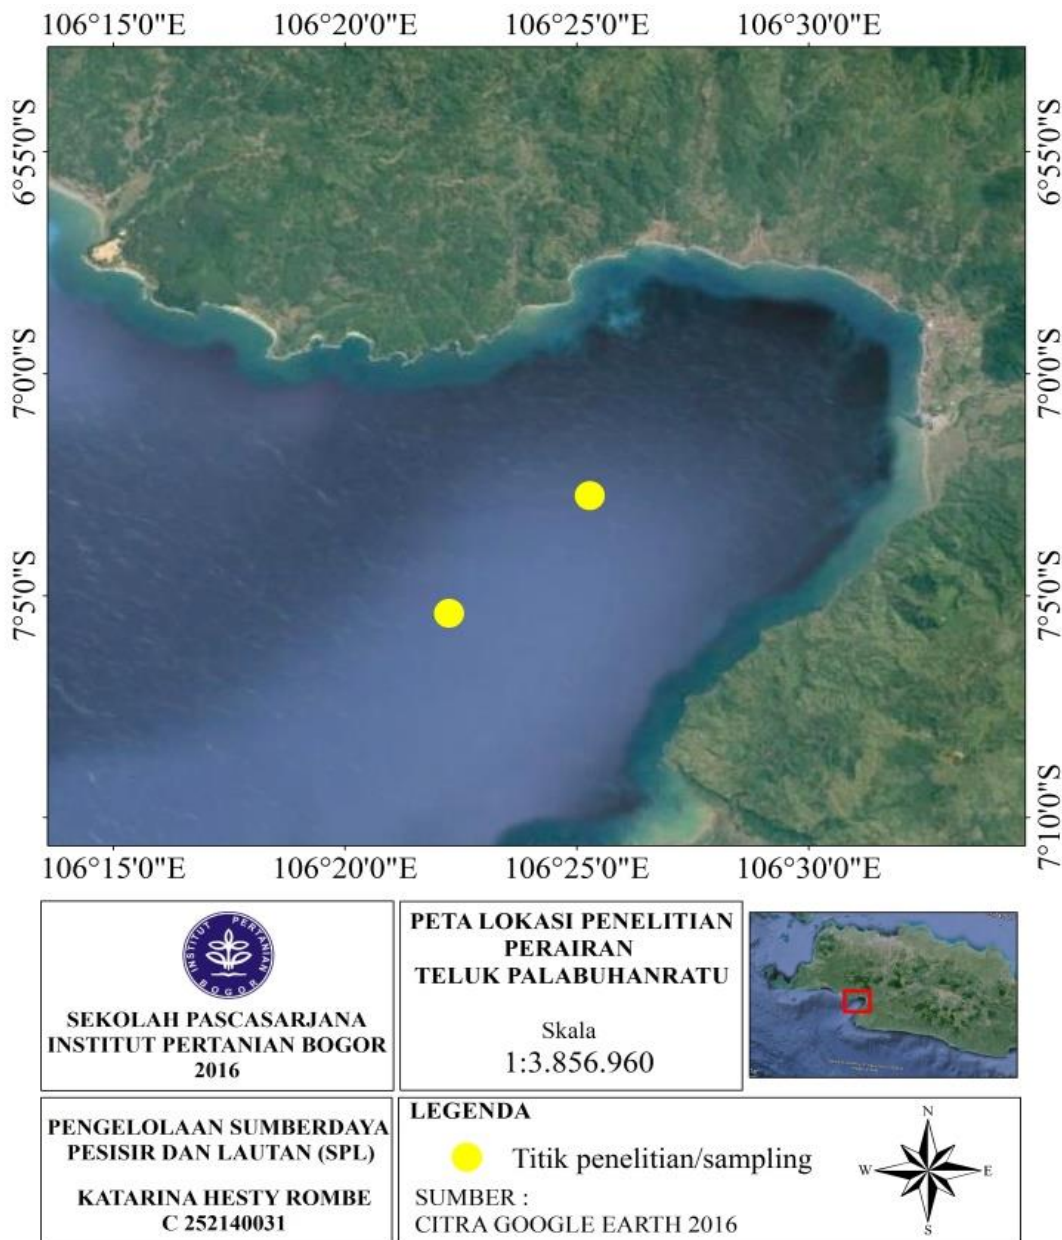 106°15'0"E 106°20'0"E 106°25'0"E 106°30'0"E
6°55'0"S 6°55'0"S
7°0'0"S 7°0'0"S
7°5'0"S 7°5'0"S
7°10'0"S
106°15'0"E 106°20'0"E 106°25'0"E 106°30'0"E
INSTITUT PERTANIAN
BOGOR
SEKOLAH PASCASARJANA
INSTITUT PERTANIAN BOGOR
2016
PETA LOKASI PENELITIAN
PERAIRAN
TELUK PALABUHANRATU
Skala
1:3.856.960
PENGELOLAAN SUMBERDAYA
PESISIR DAN LAUTAN (SPL)
KATARINA HESTY ROMBE
C 252140031
LEGENDA
Titik penelitian/sampling
SUMBER :
CITRA GOOGLE EARTH 2016
N
W E
S